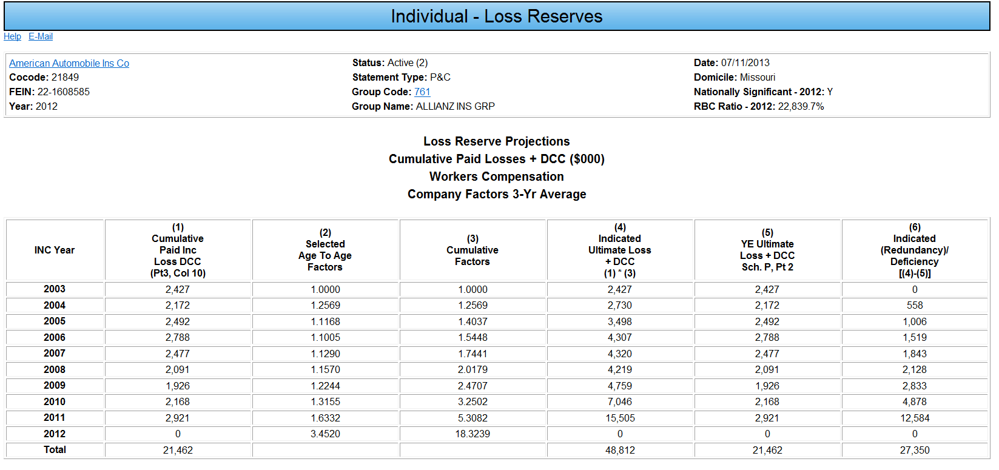 Individual - Loss Reserves
Help E-Mail
American Automobile Ins Co Status: Active (2) Date: 07/11/2013
Cocode: 21849 Statement Type: P&C Domicile: Missouri
FEIN: 22-1608585 Group Code: 761 Nationally Significant - 2012: Y
Year: 2012 Group Name: ALLIANZ INS GRP RBC Ratio - 2012: 22,839.7%
Loss Reserve Projections
Cumulative Paid Losses + DCC ($000)
Workers Compensation
Company Factors 3-Yr Average
INC Year
(1)
Cumulative
Paid Inc
Loss DCC
(Pt3, Col 10)
(2)
Selected
Age To Age
Factors
(3)
Cumulative
Factors
(4)
Indicated
Ultimate Loss
+ DCC
(1) * (3)
(5)
YE Ultimate
Loss + DCC
Sch. P, Pt 2
(6)
Indicated
(Redundancy)/
Deficiency
[(4)-(5)]
2003 2,427 1.0000 1.0000 2,427 2,427 0
2004 2,172 1.2569 1.2569 2,730 2,172 558
2005 2,492 1.1168 1.4037 3,498 2,492 1,006
2006 2,788 1.1005 1.5448 4,307 2,788 1,519
2007 2,477 1.1290 1.7441 4,320 2,477 1,843
2008 2,091 1.1570 2.0179 4,219 2,091 2,128
2009 1,926 1.2244 2.4707 4,759 1,926 2,833
2010 2,168 1.3155 3.2502 7,046 2,168 4,878
2011 2,921 1.6332 5.3082 15,505 2,921 12,584
2012 0 3.4520 18.3239 0 0 0
Total 21,462 48,812 21,462 27,350